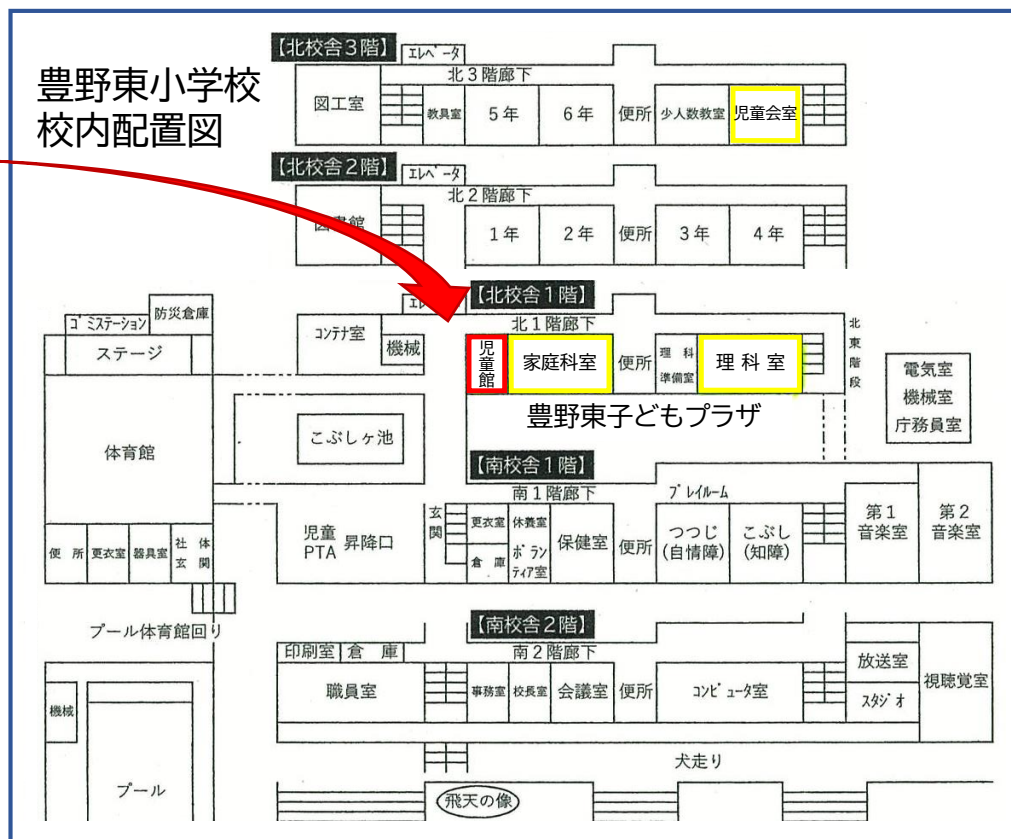 豊野東小学校
校内配置図
【北校舎3階】
エレベータ
北3階廊下
図工室
教具室
5年
6年
便所
少人数教室
児童会室
【北校舎2階】
エレベータ
北2階廊下
1年
2年
便所
3年
4年
【北校舎1階】
北1階廊下
防災倉庫
ゴミステーション
ステージ
コンテナ室
機械
児童館
家庭科室
便所
理科
準備室
理科室
北東階段
電気室
機械室
庁務員室
豊野東子どもプラザ
体育館
こぶしヶ池
【南校舎1階】
南1階廊下
プレイルーム
児童
PTA
昇降口
玄関
更衣室
倉庫
休養室
ボラン
ティア室
保健室
便所
つつじ
(自情障)
こぶし
(知障)
第1
音楽室
第2
音楽室
便所
更衣室
器具室
社体
玄関
プール体育館回り
【南校舎2階】
南2階廊下
印刷室
倉庫
職員室
事務室
校長室
会議室
便所
コンピュータ室
放送室
スタジオ
視聴覚室
機械
プール
犬走り
飛天の像